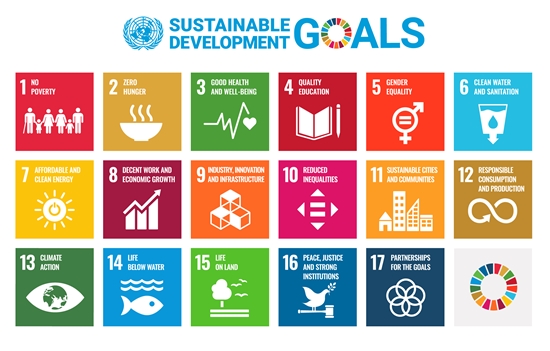 SUSTAINABLE
DEVELOPMENT
GOALS
1 NO
POVERTY
2 ZERO
HUNGER
3 GOOD HEALTH
AND WELL-BEING
4 QUALITY
EDUCATION
5 GENDER
EQUALITY
6 CLEAN WATER
AND SANITATION
7 AFFORDABLE AND
CLEAN ENERGY
8 DECENT WORK AND
ECONOMIC GROWTH
9 INDUSTRY, INNOVATION
AND INFRASTRUCTURE
10 REDUCED
INEQUALITIES
11 SUSTAINABLE CITIES
AND COMMUNITIES
12 RESPONSIBLE
CONSUMPTION
AND PRODUCTION
13 CLIMATE
ACTION
14 LIFE
BELOW WATER
15 LIFE
ON LAND
16 PEACE, JUSTICE
AND STRONG
INSTITUTIONS
17 PARTNERSHIPS
FOR THE GOALS